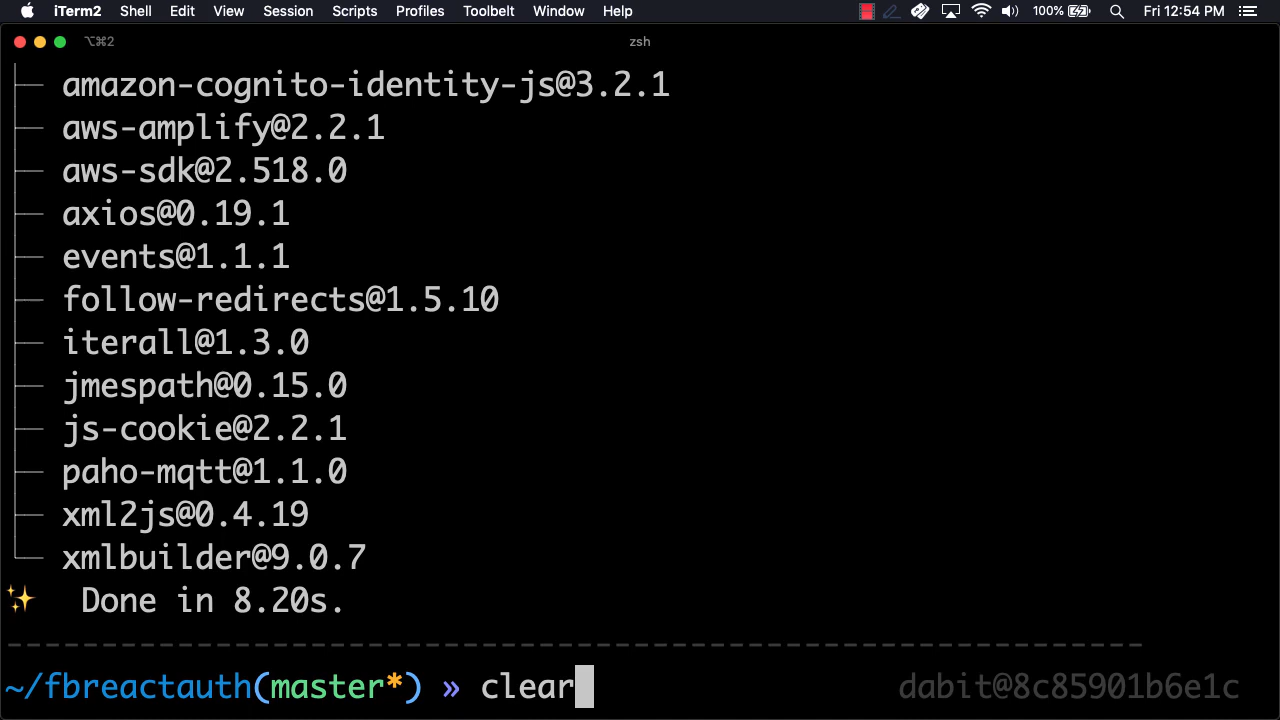 iTerm2 Shell Edit View Session Scripts Profiles Toolbelt Window Help 100% Fri 12:54 PM
⌥⌘2 zsh
├─ amazon-cognito-identity-js@3.2.1
├─ aws-amplify@2.2.1
├─ aws-sdk@2.518.0
├─ axios@0.19.1
├─ events@1.1.1
├─ follow-redirects@1.5.10
├─ iterall@1.3.0
├─ jmespath@0.15.0
├─ js-cookie@2.2.1
├─ paho-mqtt@1.1.0
├─ xml2js@0.4.19
└─ xmlbuilder@9.0.7
✨ Done in 8.20s.
~/fbreactauth(master*) » clear dabit@8c85901b6e1c